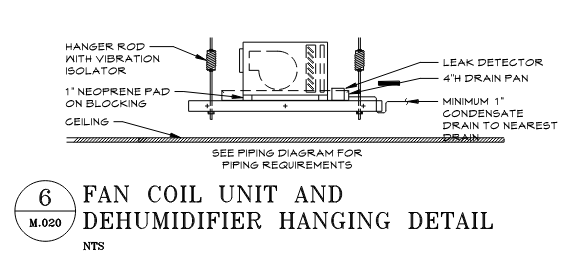 HANGER ROD
WITH VIBRATION
ISOLATOR
1" NEOPRENE PAD
ON BLOCKING
CEILING
LEAK DETECTOR
4"H DRAIN PAN
MINIMUM 1"
CONDENSATE
DRAIN TO NEAREST
DRAIN
SEE PIPING DIAGRAM FOR
PIPING REQUIREMENTS
6
M.020
FAN COIL UNIT AND
DEHUMIDIFIER HANGING DETAIL
NTS